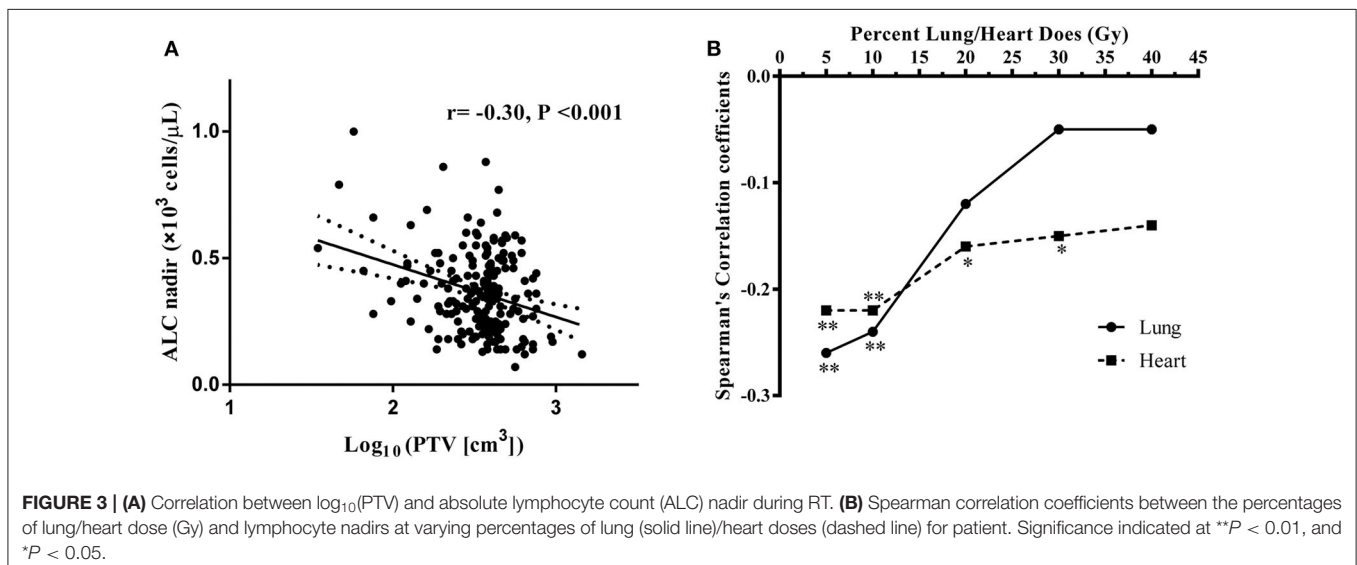 A
r= -0.30, P <0.001
ALC nadir (×10³ cells/μL)
1.0
0.5
0.0
1 2 3
Log₁₀(PTV [cm³])
B
Percent Lung/Heart Does (Gy)
0 5 10 15 20 25 30 35 40 45
Spearman's Correlation coefficients
0.0
-0.1
-0.2
-0.3
** **
** **
* *
Lung
Heart
FIGURE 3 | (A) Correlation between log₁₀(PTV) and absolute lymphocyte count (ALC) nadir during RT. (B) Spearman correlation coefficients between the percentages
of lung/heart dose (Gy) and lymphocyte nadirs at varying percentages of lung (solid line)/heart doses (dashed line) for patient. Significance indicated at **P < 0.01, and
*P < 0.05.